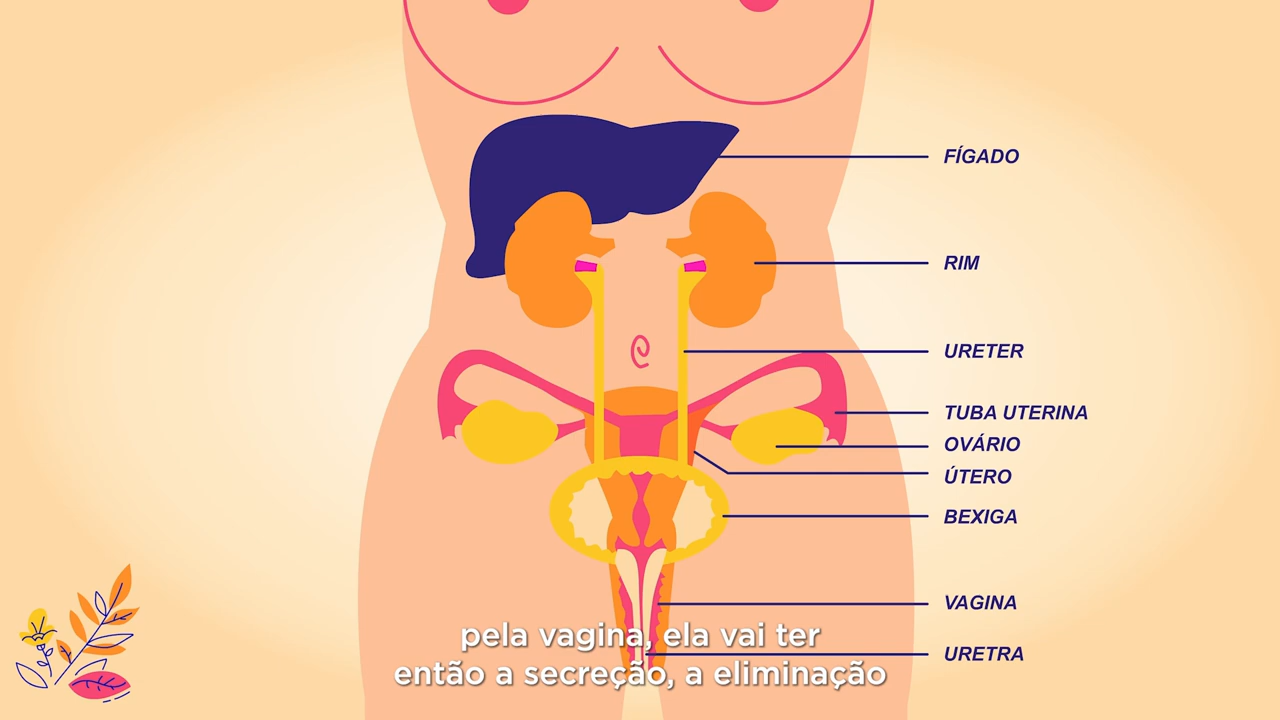 FÍGADO
RIM
URETER
TUBA UTERINA
OVÁRIO
ÚTERO
BEXIGA
VAGINA
URETRA
pela vagina, ela vai ter
então a secreção, a eliminação